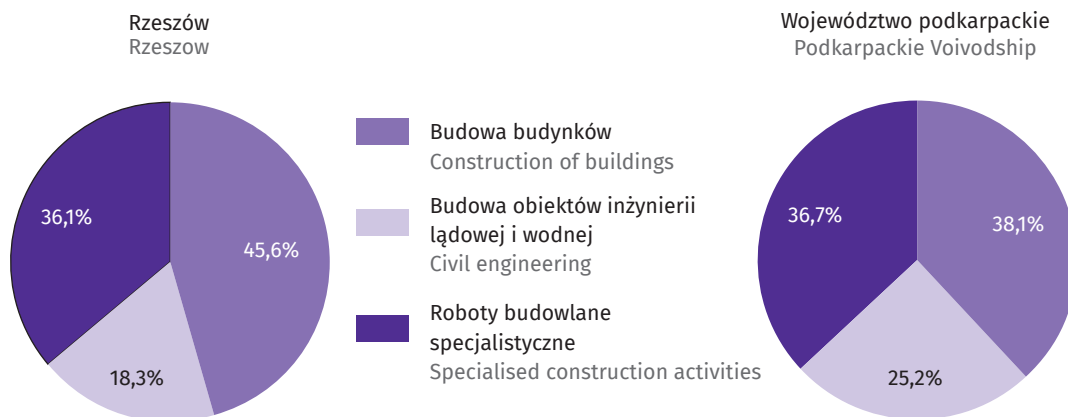 Rzeszów
Rzeszow
36,1%
45,6%
18,3%
Budowa budynków
Construction of buildings
Budowa obiektów inżynierii
lądowej i wodnej
Civil engineering
Roboty budowlane
specjalistyczne
Specialised construction activities
Województwo podkarpackie
Podkarpackie Voivodship
36,7%
38,1%
25,2%